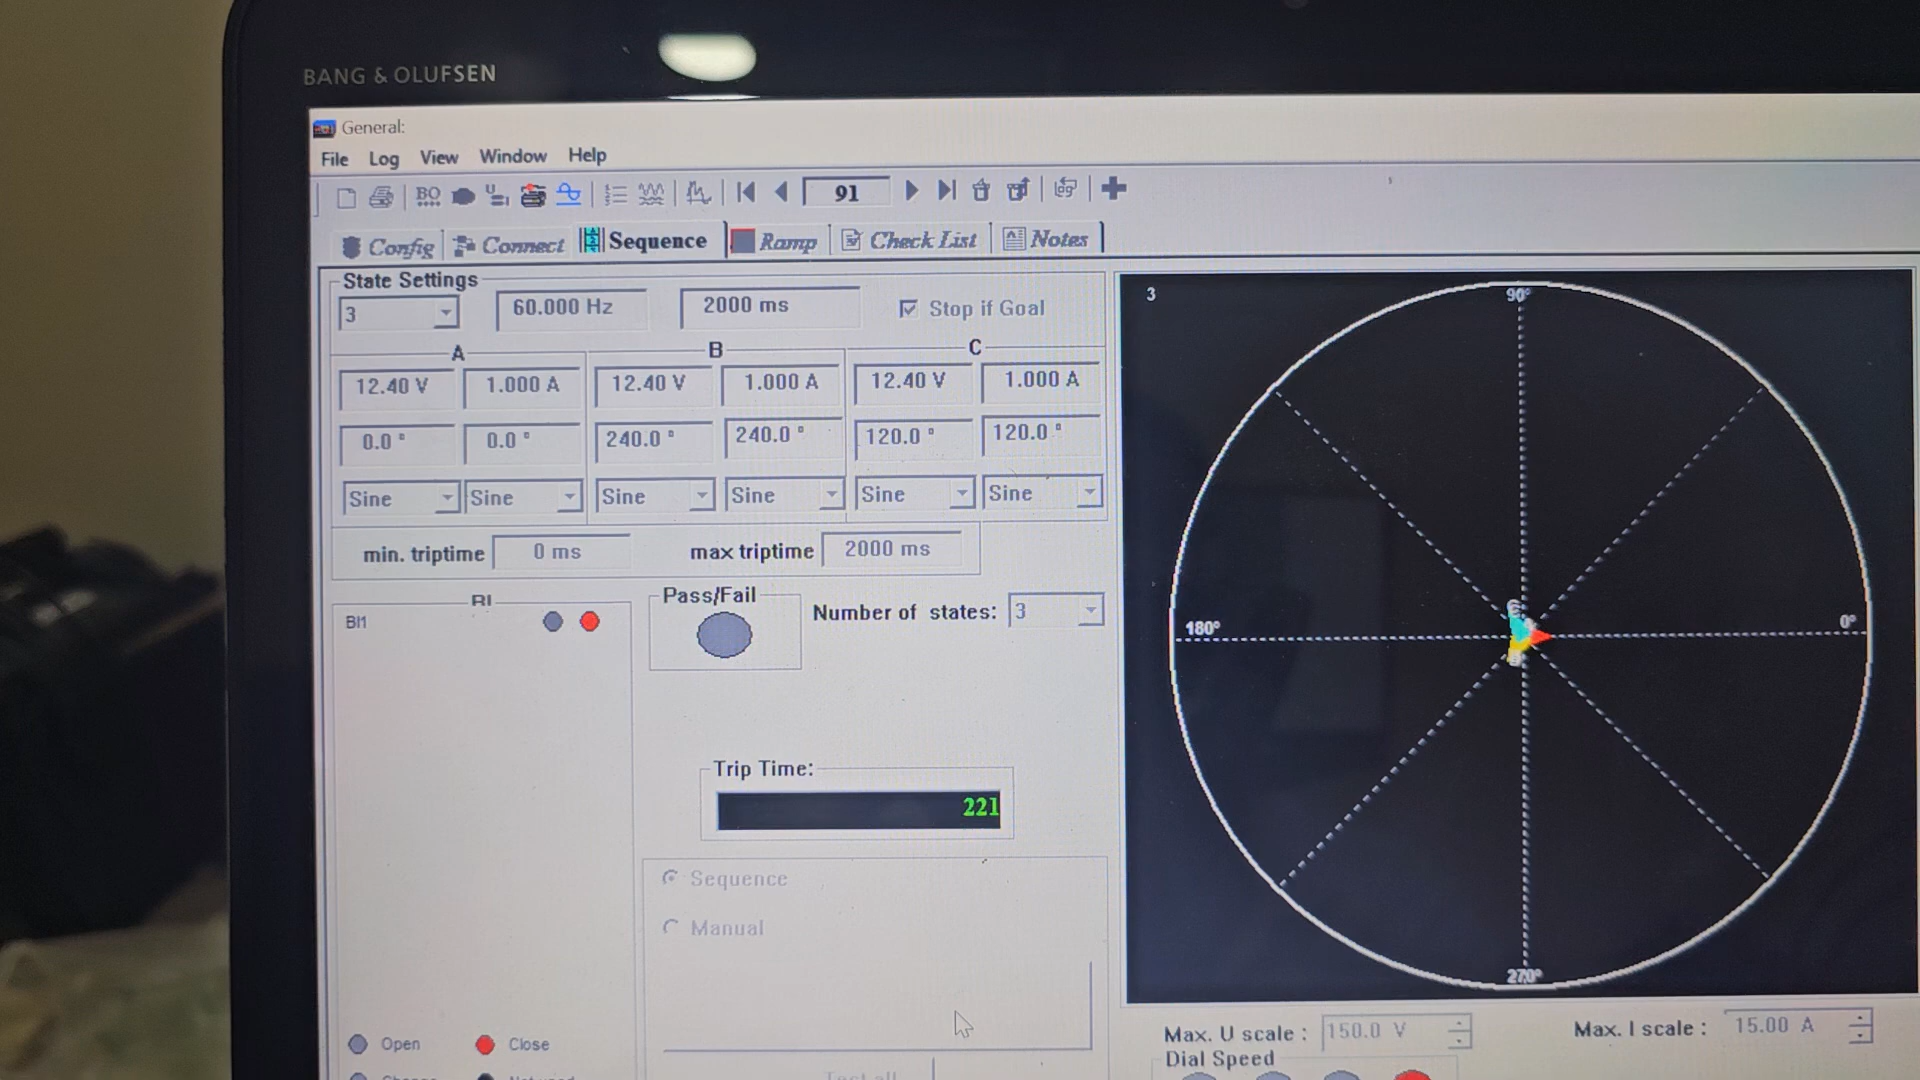 BANG & OLUFSEN
General:
File Log View Window Help
BO U 91 log
Config Connect Sequence Ramp Check List Notes
State Settings
3 60.000 Hz 2000 ms Stop if Goal
A B C
12.40 V 1.000 A 12.40 V 1.000 A 12.40 V 1.000 A
0.0 ° 0.0 ° 240.0 ° 240.0 ° 120.0 ° 120.0 °
Sine Sine Sine Sine Sine Sine
min. triptime 0 ms max triptime 2000 ms
BI
BI1
Pass/Fail
Number of states: 3
Trip Time:
221
Sequence
Manual
Open Close
3
90°
180° 0°
270°
Max. U scale : 150.0 V Max. I scale : 15.00 A
Dial Speed